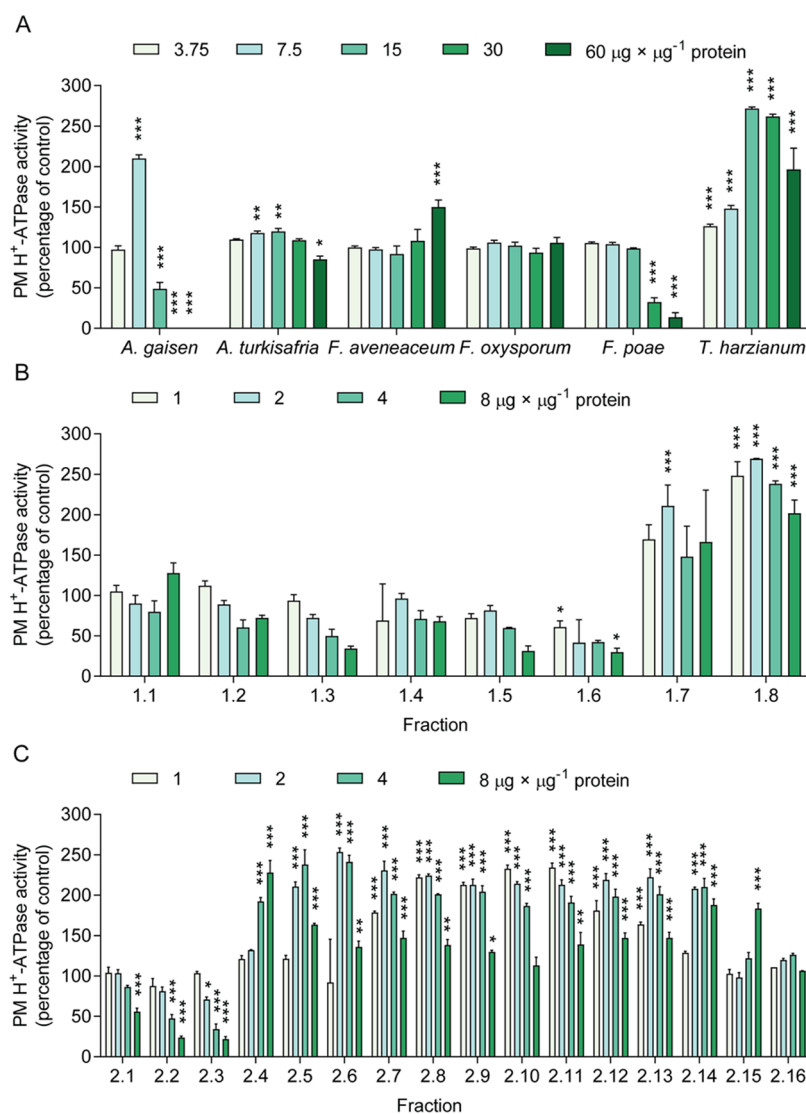 A
3.75 7.5 15 30 60 μg × μg⁻¹ protein
PM H⁺-ATPase activity
(percentage of control)
300
250
200
150
100
50
0
*** *** *** *** ** ** * *** *** *** *** *** *** *** ***
A. gaisen A. turkisafria F. aveneaceum F. oxysporum F. poae T. harzianum
B
1 2 4 8 μg × μg⁻¹ protein
PM H⁺-ATPase activity
(percentage of control)
300
250
200
150
100
50
0
* * *** *** *** *** ***
1.1 1.2 1.3 1.4 1.5 1.6 1.7 1.8
Fraction
C
1 2 4 8 μg × μg⁻¹ protein
PM H⁺-ATPase activity
(percentage of control)
300
250
200
150
100
50
0
*** *** *** * *** *** *** *** *** *** *** *** *** ** *** *** *** *** *** *** *** ** *** *** *** * *** *** *** *** *** *** ** *** *** *** *** *** *** *** *** *** *** *** ***
2.1 2.2 2.3 2.4 2.5 2.6 2.7 2.8 2.9 2.10 2.11 2.12 2.13 2.14 2.15 2.16
Fraction